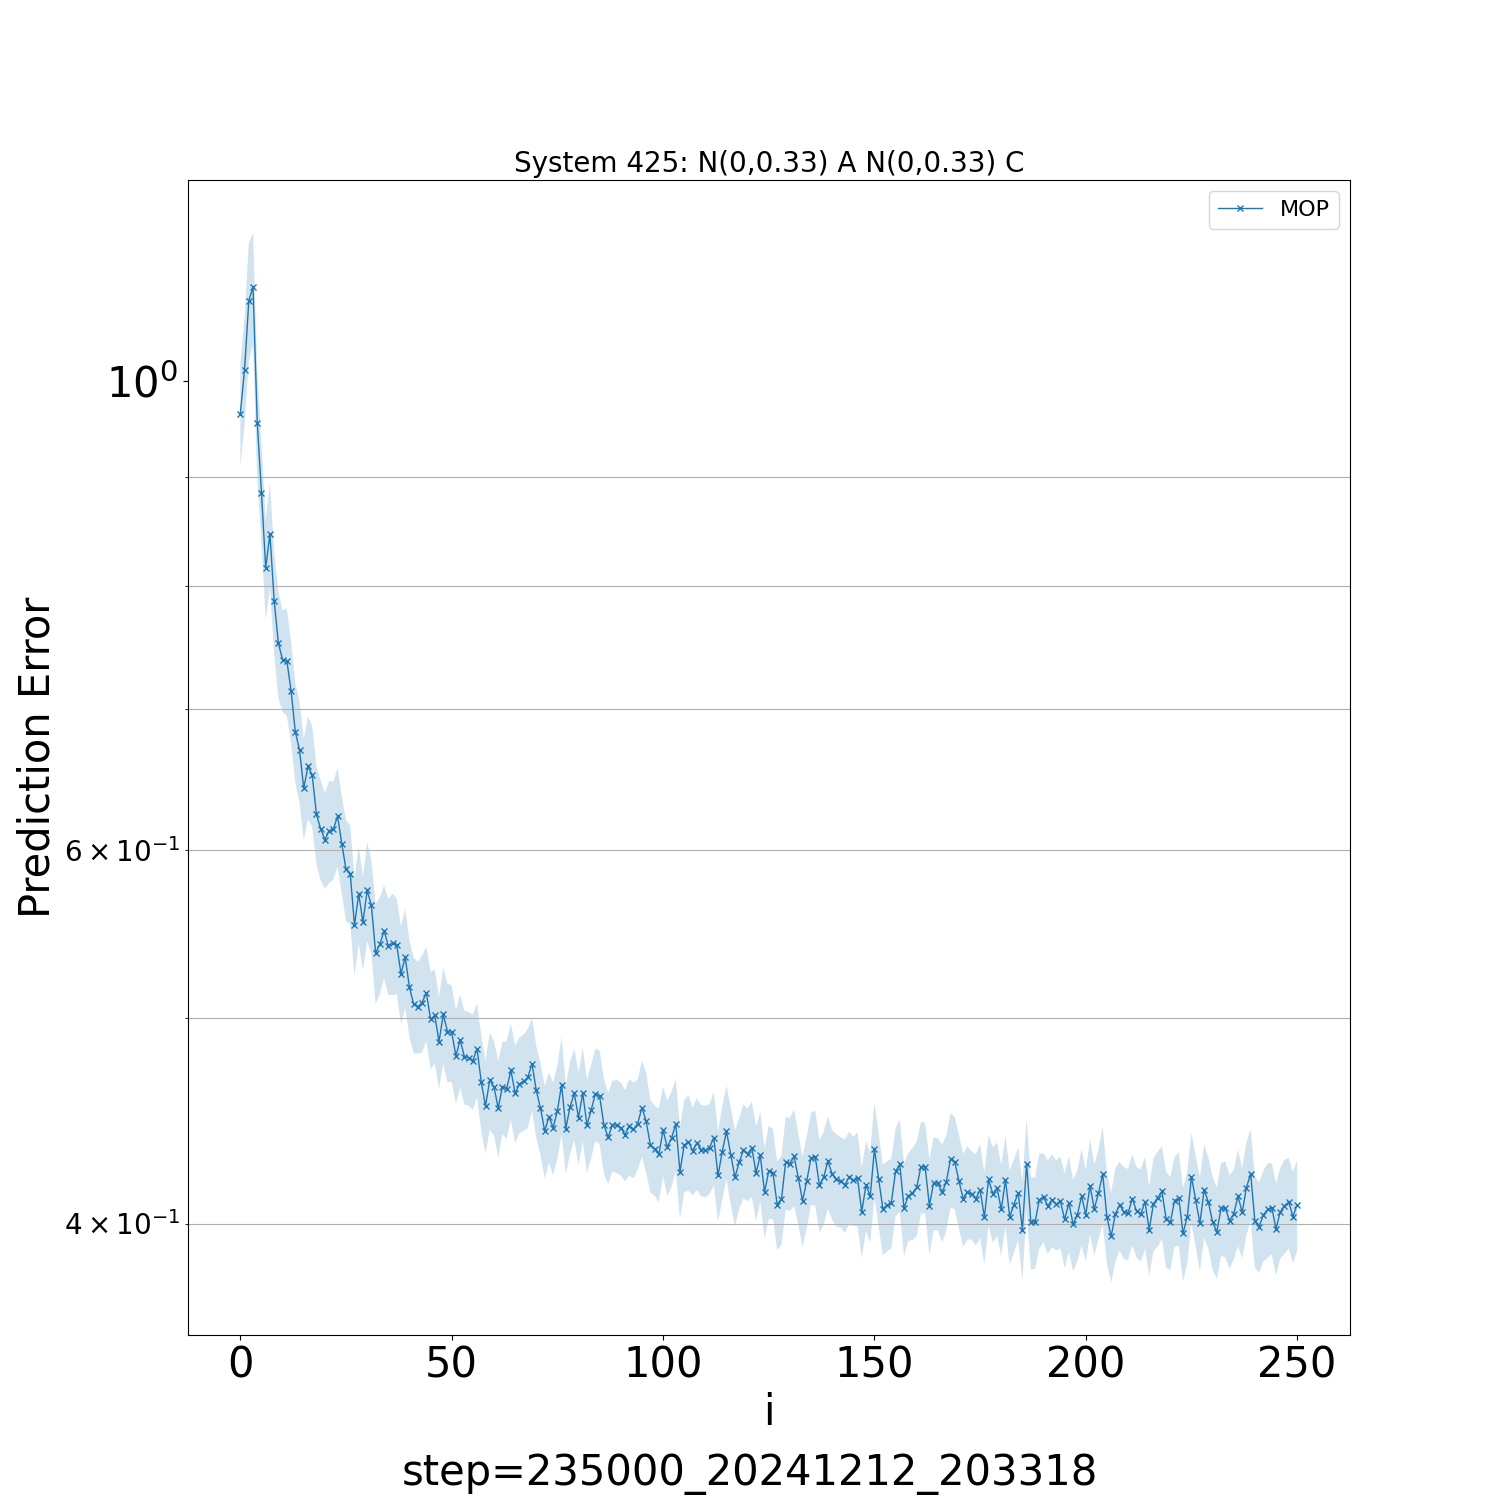 System 425: N(0,0.33) A N(0,0.33) C
MOP
10⁰
6 × 10⁻¹
4 × 10⁻¹
Prediction Error
0 50 100 150 200 250
i
step=235000_20241212_203318